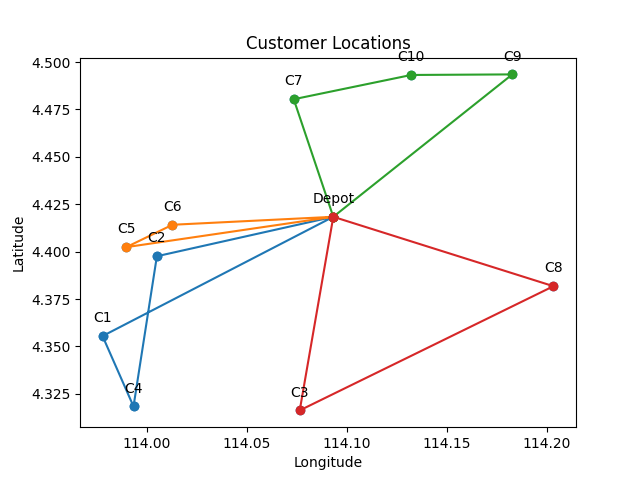 Customer Locations
4.500
4.475
4.450
4.425
4.400
4.375
4.350
4.325
Latitude
C10
C9
C7
Depot
C6
C5
C2
C8
C1
C4
C3
114.00
114.05
114.10
114.15
114.20
Longitude